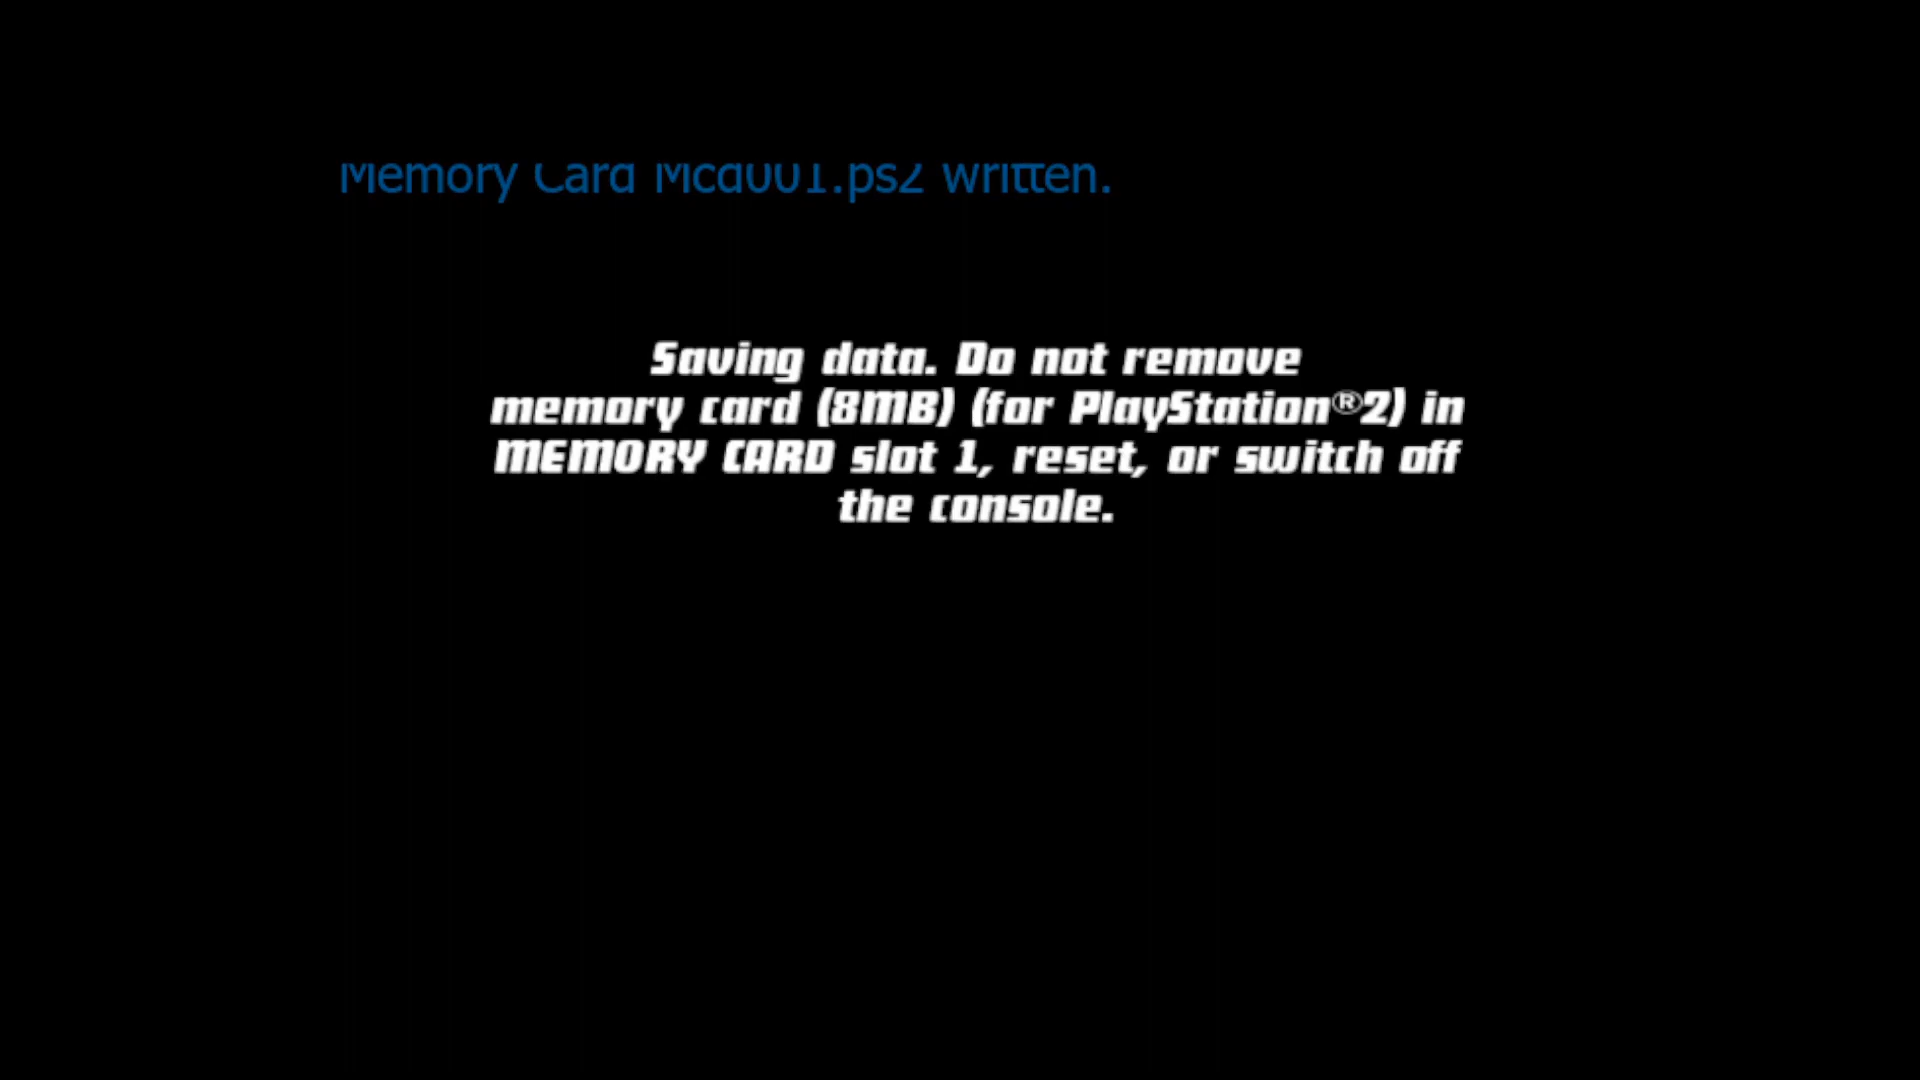 Memory Card Mcd001.ps2 written.
Saving data. Do not remove
memory card (8MB) (for PlayStation®2) in
MEMORY CARD slot 1, reset, or switch off
the console.